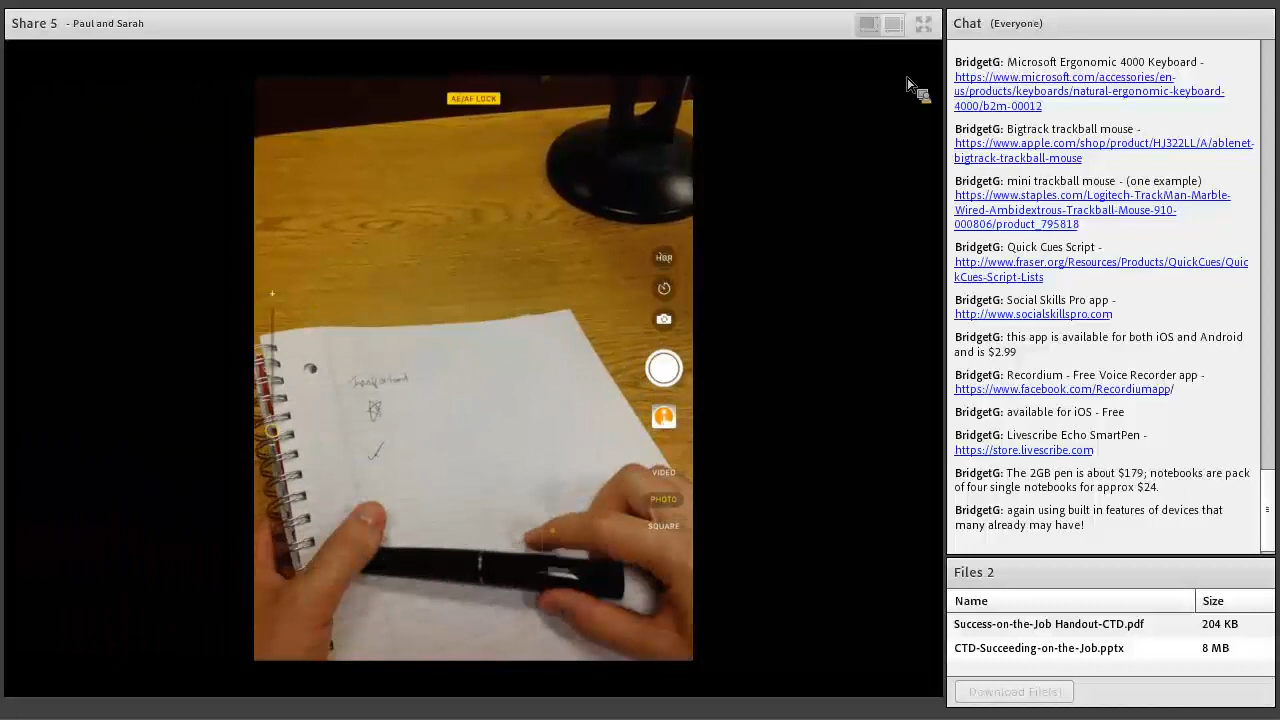 Share 5 - Paul and Sarah
AE/AF LOCK
HDR
Important
VIDEO
PHOTO
SQUARE
Chat (Everyone)
BridgetG: Microsoft Ergonomic 4000 Keyboard -
https://www.microsoft.com/accessories/en-
us/products/keyboards/natural-ergonomic-keyboard-
4000/b2m-00012
BridgetG: Bigtrack trackball mouse -
https://www.apple.com/shop/product/HJ322LL/A/ablenet-
bigtrack-trackball-mouse
BridgetG: mini trackball mouse - (one example)
https://www.staples.com/Logitech-TrackMan-Marble-
Wired-Ambidextrous-Trackball-Mouse-910-
000806/product_795818
BridgetG: Quick Cues Script -
http://www.fraser.org/Resources/Products/QuickCues/Quic
kCues-Script-Lists
BridgetG: Social Skills Pro app -
http://www.socialskillspro.com
BridgetG: this app is available for both iOS and Android
and is $2.99
BridgetG: Recordium - Free Voice Recorder app -
https://www.facebook.com/Recordiumapp/
BridgetG: available for iOS - Free
BridgetG: Livescribe Echo SmartPen -
https://store.livescribe.com
BridgetG: The 2GB pen is about $179; notebooks are pack
of four single notebooks for approx $24.
BridgetG: again using built in features of devices that
many already may have!
Files 2
Name Size
Success-on-the-Job Handout-CTD.pdf 204 KB
CTD-Succeeding-on-the-Job.pptx 8 MB
Download File(s)